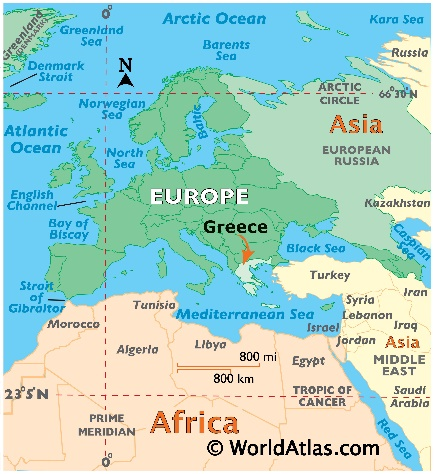 0°
Arctic Ocean
Kara Sea
Greenland
(DENMARK)
Greenland
Sea
Barents
Sea
Russia
Denmark
Strait
N
ARCTIC
CIRCLE
66°30'N
Norwegian
Sea
Baltic
Asia
EUROPEAN
RUSSIA
Atlantic
Ocean
North
Sea
English
Channel
EUROPE
Kazakhstan
Bay of
Biscay
Greece
Caspian
Sea
Black Sea
Strait
of
Gibraltor
Turkey
Tunisia
Mediterranean Sea
Syria
Iran
Lebanon
Morocco
Israel
Iraq
Jordan
Asia
MIDDLE
EAST
Algeria
Libya
Egypt
800 mi
800 km
23°5'N
TROPIC OF
CANCER
Saudi
Arabia
PRIME
MERIDIAN
Africa
Red Sea
0°
© WorldAtlas.com